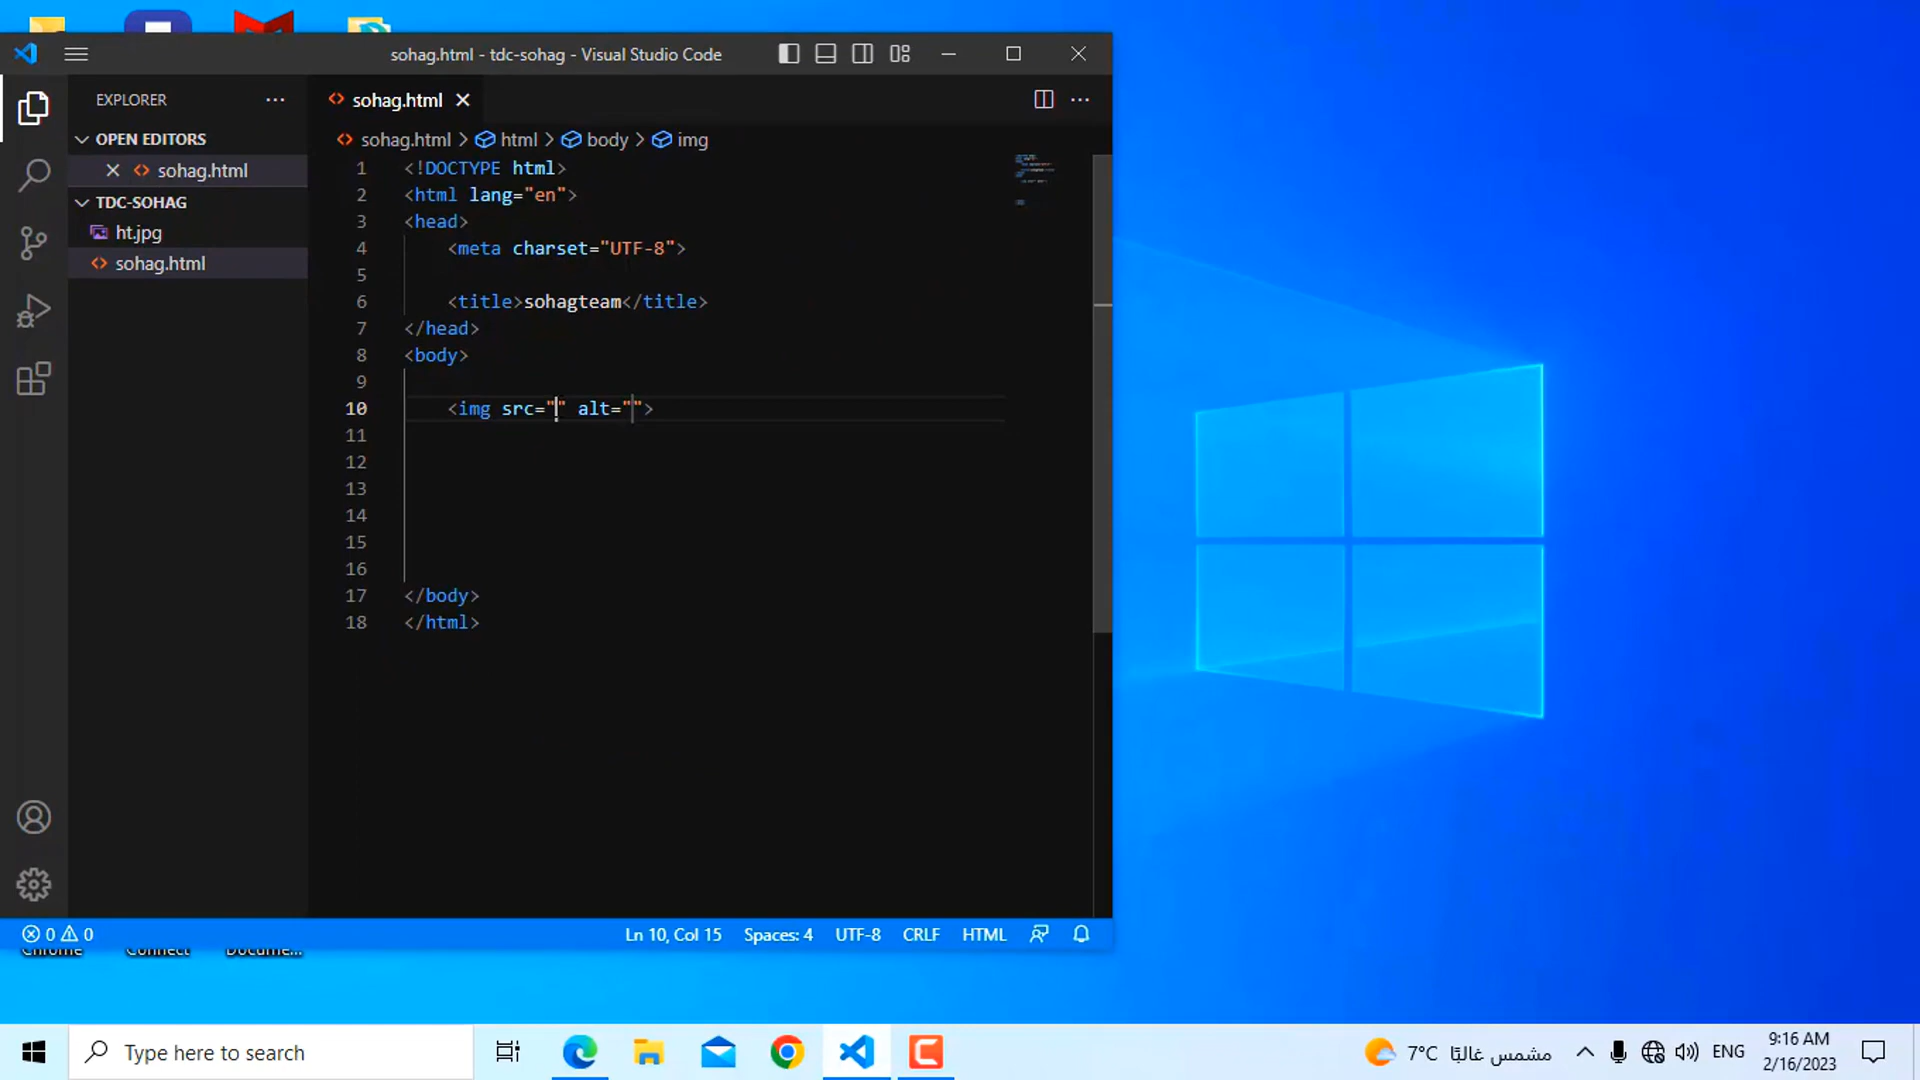 sohag.html - tdc-sohag - Visual Studio Code
EXPLORER
sohag.html
OPEN EDITORS
sohag.html
TDC-SOHAG
ht.jpg
sohag.html
sohag.html > html > body > img
1 <!DOCTYPE html>
2 <html lang="en">
3 <head>
4 <meta charset="UTF-8">
5
6 <title>sohagteam</title>
7 </head>
8 <body>
9
10 <img src="" alt="">
11
12
13
14
15
16
17 </body>
18 </html>
0 0
Ln 10, Col 15
Spaces: 4
UTF-8
CRLF
HTML
Chrome
Connect
Docume...
Type here to search
7°C مشمس غالبًا
ENG
9:16 AM
2/16/2023